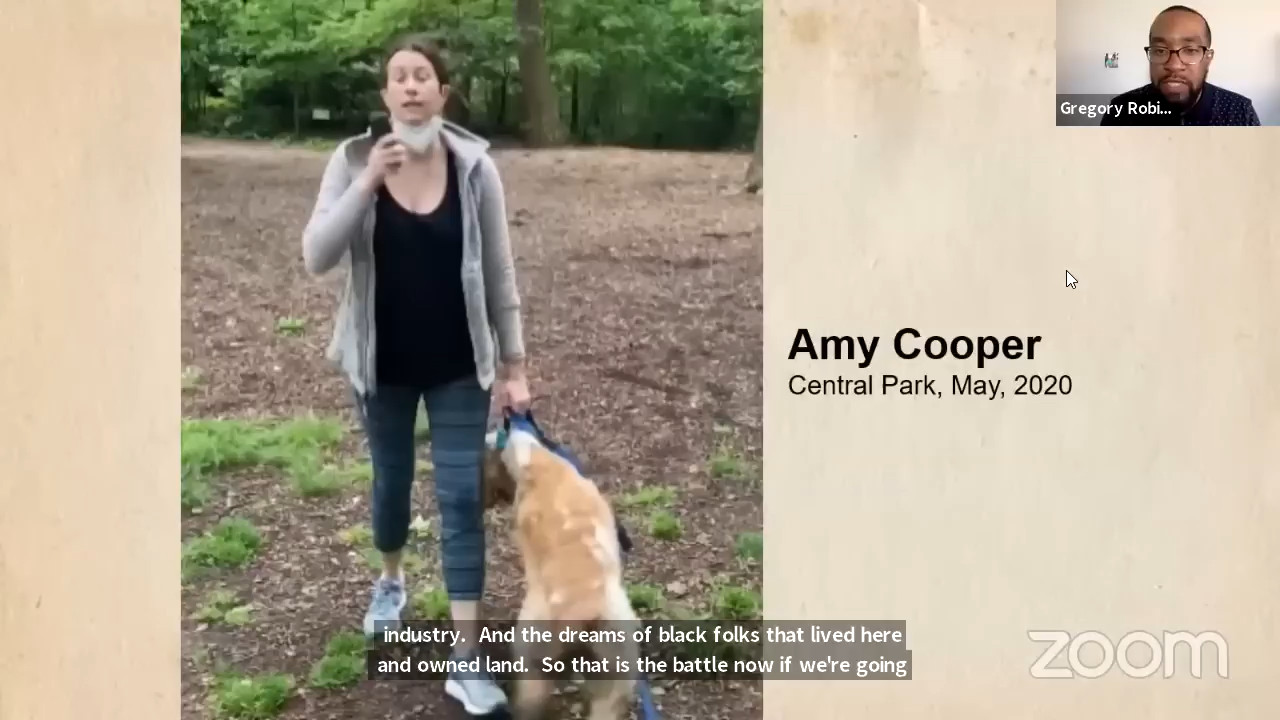 Gregory Robi...
Amy Cooper
Central Park, May, 2020
industry. And the dreams of black folks that lived here
and owned land. So that is the battle now if we're going
zoom